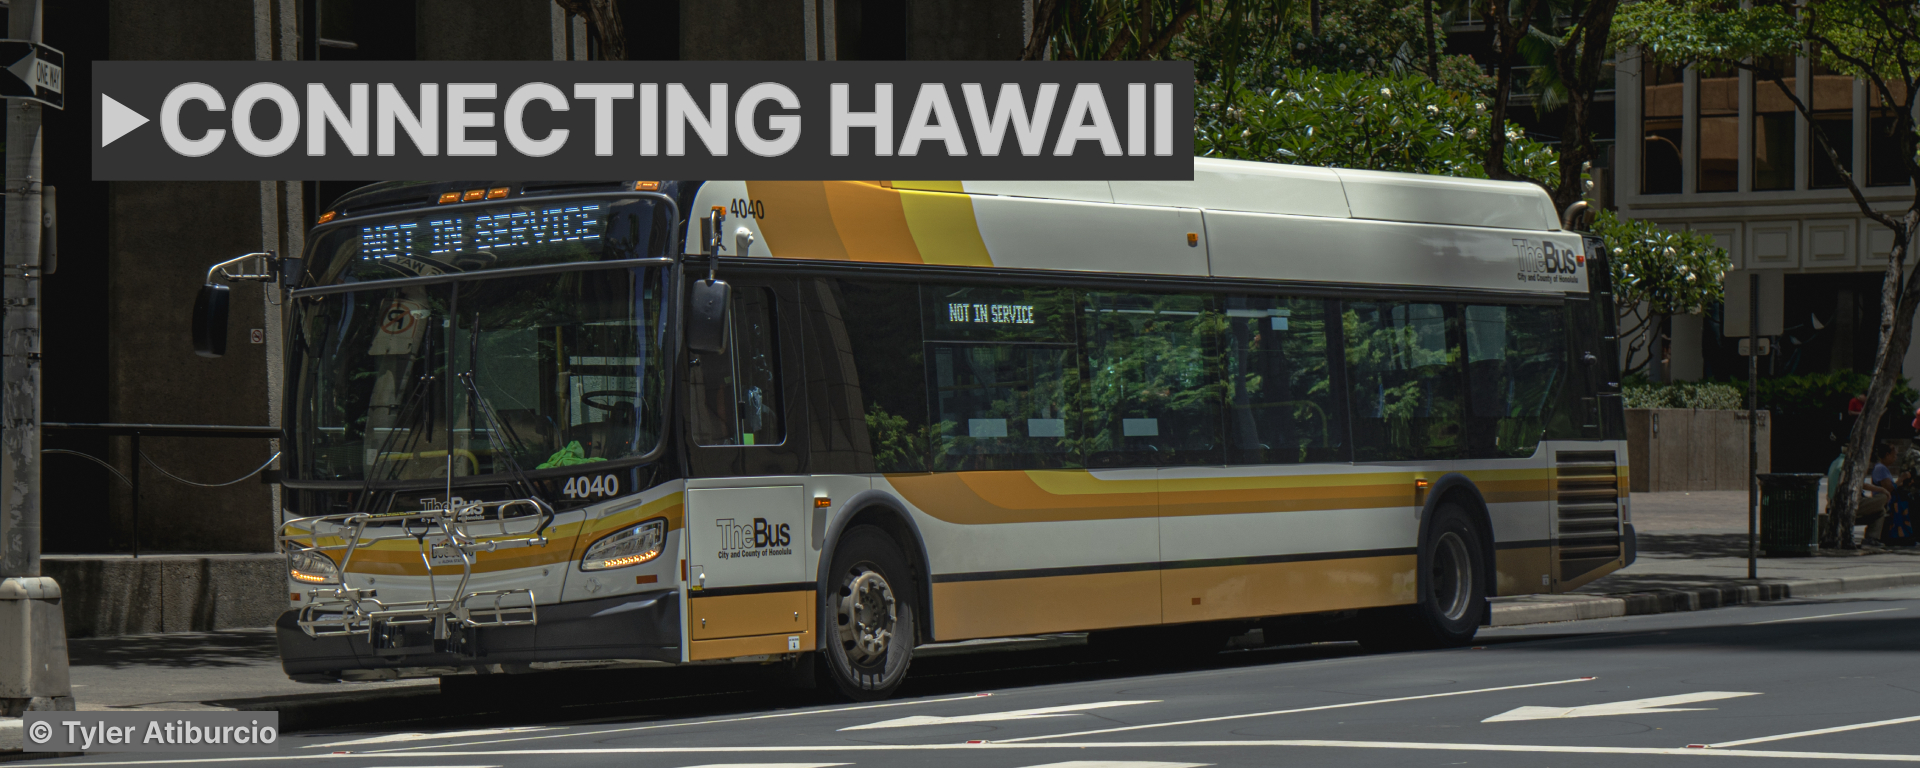 ONE WAY
CONNECTING HAWAII
4040
NOT IN SERVICE
TheBus
City and County of Honolulu
NOT IN SERVICE
4040
TheBus
TheBus
City and County of Honolulu
© Tyler Atiburcio